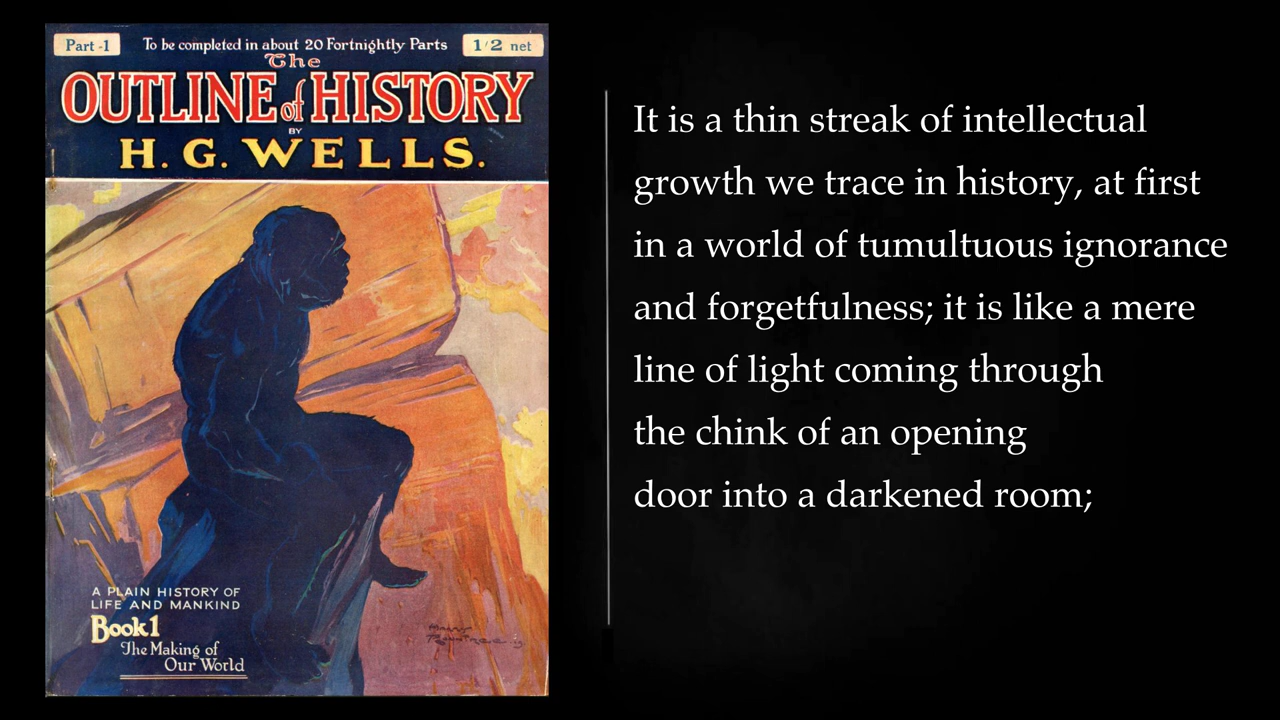 Part -1
To be completed in about 20 Fortnightly Parts
1/2 net
The
OUTLINE of HISTORY
BY
H. G. WELLS.
A PLAIN HISTORY OF
LIFE AND MANKIND
Book 1
The Making of
Our World
It is a thin streak of intellectual
growth we trace in history, at first
in a world of tumultuous ignorance
and forgetfulness; it is like a mere
line of light coming through
the chink of an opening
door into a darkened room;